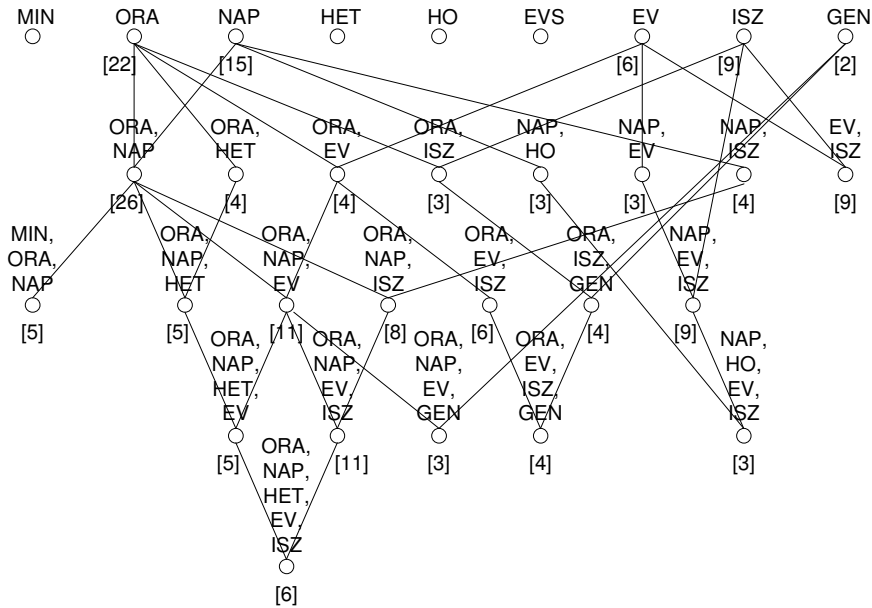 MIN ORA NAP HET HO EVS EV ISZ GEN
[22] [15] [6] [9] [2]
ORA, ORA, ORA, ORA, NAP, NAP, NAP, EV,
NAP HET EV ISZ HO EV ISZ ISZ
[26] [4] [4] [3] [3] [3] [4] [9]
MIN, ORA, ORA, ORA, ORA, ORA, NAP,
ORA, NAP, NAP, NAP, EV, ISZ, EV,
NAP HET EV ISZ ISZ GEN ISZ
[5] [5] [11] [8] [6] [4] [9]
ORA, ORA, ORA, ORA, NAP,
NAP, NAP, NAP, EV, HO,
HET, EV, EV, ISZ, EV,
EV ISZ GEN GEN ISZ
[5] [11] [3] [4] [3]
ORA,
NAP,
HET,
EV,
ISZ
[6]